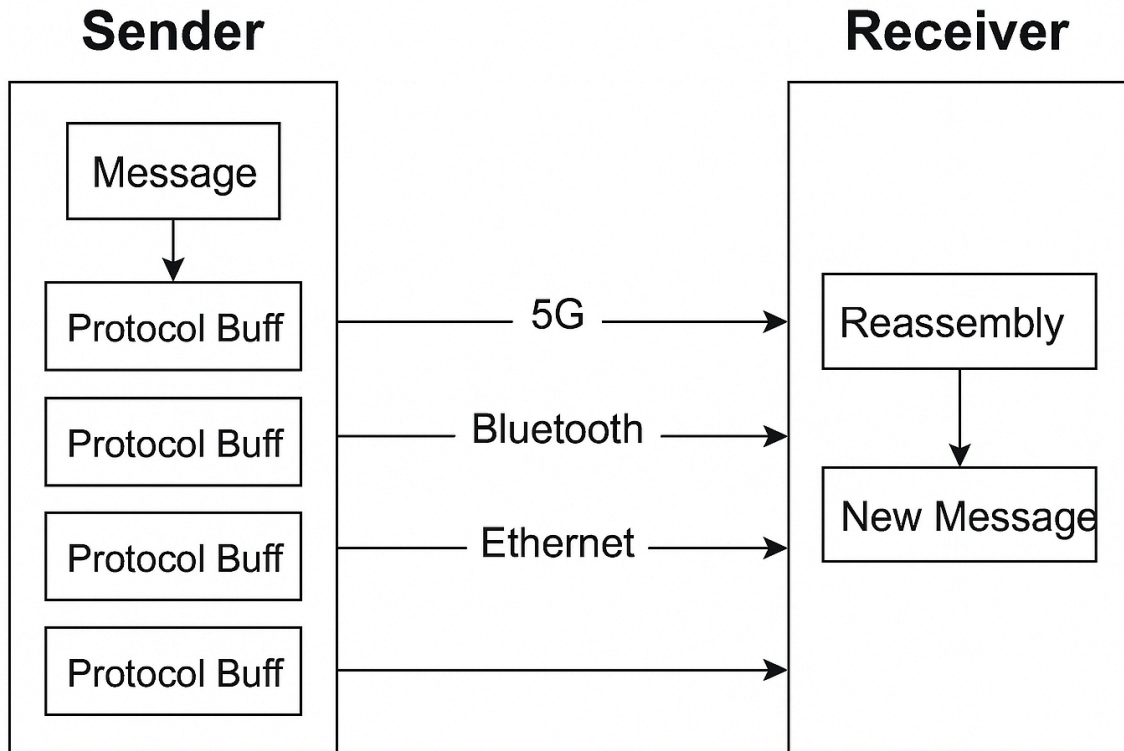 Sender
Receiver
Message
Protocol Buff
5G
Reassembly
Protocol Buff
Bluetooth
Protocol Buff
Ethernet
New Message
Protocol Buff